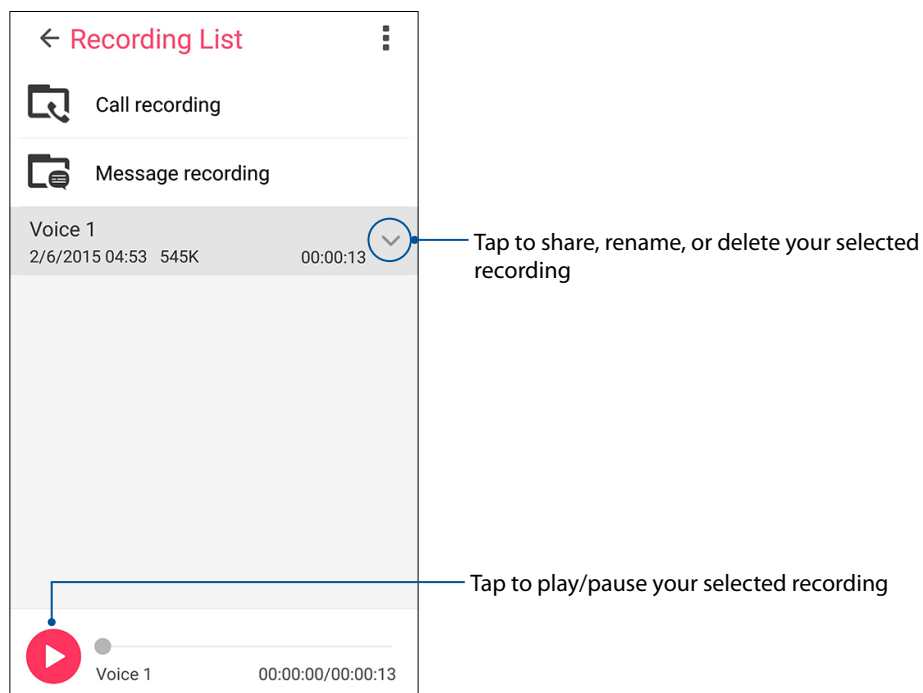 Recording List
Call recording
Message recording
Voice 1
2/6/2015 04:53 545K 00:00:13
Tap to share, rename, or delete your selected
recording
Tap to play/pause your selected recording
Voice 1 00:00:00/00:00:13